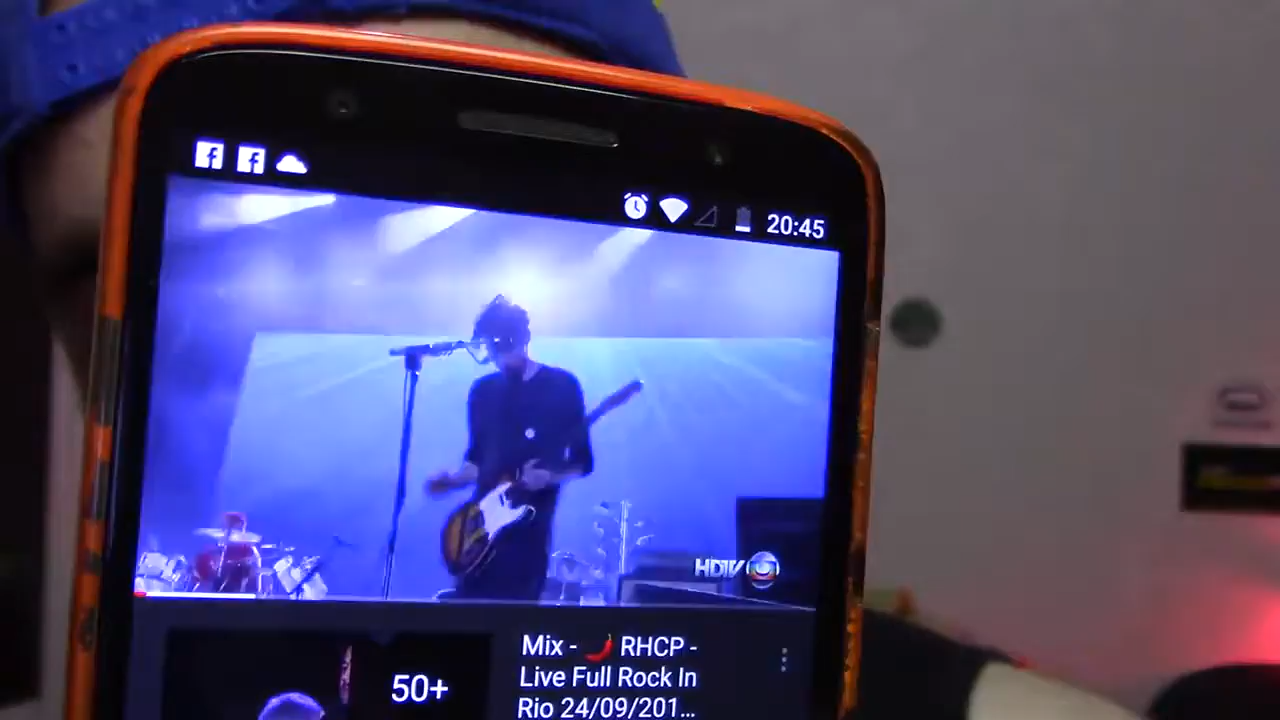 20:45
HDTV
50+
Mix - 🌶️ RHCP -
Live Full Rock In
Rio 24/09/201...